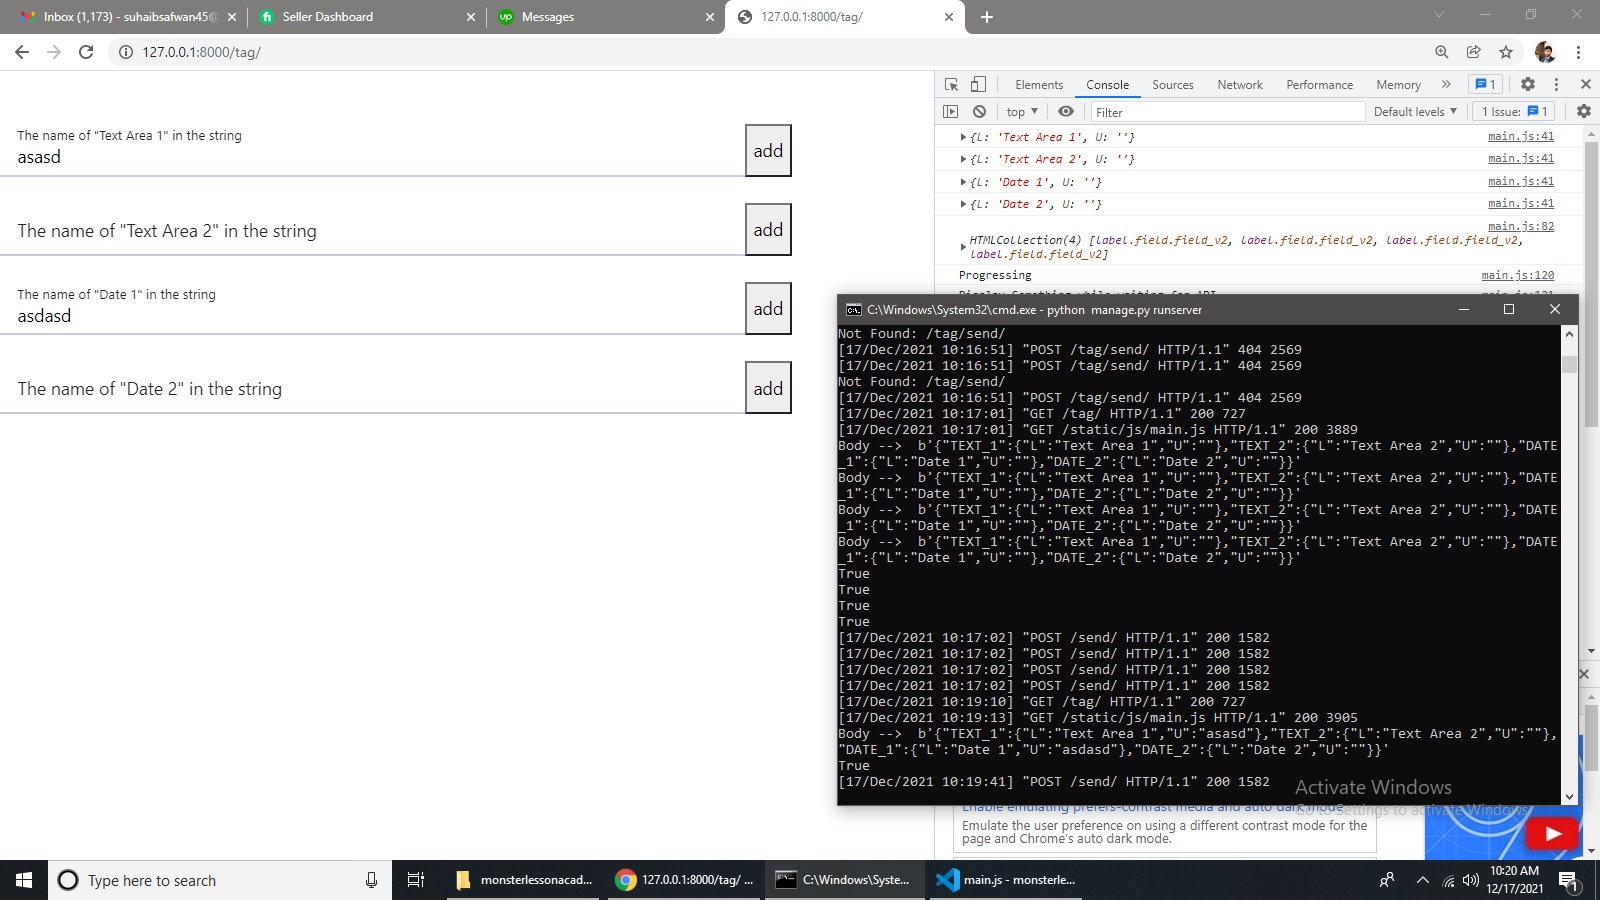 Inbox (1,173) - suhaibsafwan45@
Seller Dashboard
Messages
127.0.0.1:8000/tag/
127.0.0.1:8000/tag/
The name of "Text Area 1" in the string
asasd
add
The name of "Text Area 2" in the string
add
The name of "Date 1" in the string
asdasd
add
The name of "Date 2" in the string
add
Elements Console Sources Network Performance Memory » 1
top Filter Default levels 1 Issue: 1
{L: 'Text Area 1', U: ''} main.js:41
{L: 'Text Area 2', U: ''} main.js:41
{L: 'Date 1', U: ''} main.js:41
{L: 'Date 2', U: ''} main.js:41
main.js:82
HTMLCollection(4) [label.field.field_v2, label.field.field_v2, label.field.field_v2,
label.field.field_v2]
Progressing main.js:120
C:\Windows\System32\cmd.exe - python  manage.py runserver
Not Found: /tag/send/
[17/Dec/2021 10:16:51] "POST /tag/send/ HTTP/1.1" 404 2569
[17/Dec/2021 10:16:51] "POST /tag/send/ HTTP/1.1" 404 2569
Not Found: /tag/send/
[17/Dec/2021 10:16:51] "POST /tag/send/ HTTP/1.1" 404 2569
[17/Dec/2021 10:17:01] "GET /tag/ HTTP/1.1" 200 727
[17/Dec/2021 10:17:01] "GET /static/js/main.js HTTP/1.1" 200 3889
Body -->  b'{"TEXT_1":{"L":"Text Area 1","U":""},"TEXT_2":{"L":"Text Area 2","U":""},"DATE
_1":{"L":"Date 1","U":""},"DATE_2":{"L":"Date 2","U":""}}'
Body -->  b'{"TEXT_1":{"L":"Text Area 1","U":""},"TEXT_2":{"L":"Text Area 2","U":""},"DATE
_1":{"L":"Date 1","U":""},"DATE_2":{"L":"Date 2","U":""}}'
Body -->  b'{"TEXT_1":{"L":"Text Area 1","U":""},"TEXT_2":{"L":"Text Area 2","U":""},"DATE
_1":{"L":"Date 1","U":""},"DATE_2":{"L":"Date 2","U":""}}'
Body -->  b'{"TEXT_1":{"L":"Text Area 1","U":""},"TEXT_2":{"L":"Text Area 2","U":""},"DATE
_1":{"L":"Date 1","U":""},"DATE_2":{"L":"Date 2","U":""}}'
True
True
True
True
[17/Dec/2021 10:17:02] "POST /send/ HTTP/1.1" 200 1582
[17/Dec/2021 10:17:02] "POST /send/ HTTP/1.1" 200 1582
[17/Dec/2021 10:17:02] "POST /send/ HTTP/1.1" 200 1582
[17/Dec/2021 10:17:02] "POST /send/ HTTP/1.1" 200 1582
[17/Dec/2021 10:19:10] "GET /tag/ HTTP/1.1" 200 727
[17/Dec/2021 10:19:13] "GET /static/js/main.js HTTP/1.1" 200 3905
Body -->  b'{"TEXT_1":{"L":"Text Area 1","U":"asasd"},"TEXT_2":{"L":"Text Area 2","U":""},
"DATE_1":{"L":"Date 1","U":"asdasd"},"DATE_2":{"L":"Date 2","U":""}}'
True
[17/Dec/2021 10:19:41] "POST /send/ HTTP/1.1" 200 1582
Activate Windows
Go to Settings to activate Windows.
Enable emulating prefers-contrast media and auto dark mode
Emulate the user preference on using a different contrast mode for the
page and Chrome's auto dark mode.
Type here to search
monsterlessonacad...
127.0.0.1:8000/tag/ ...
C:\Windows\Syste...
main.js - monsterle...
10:20 AM
12/17/2021
1